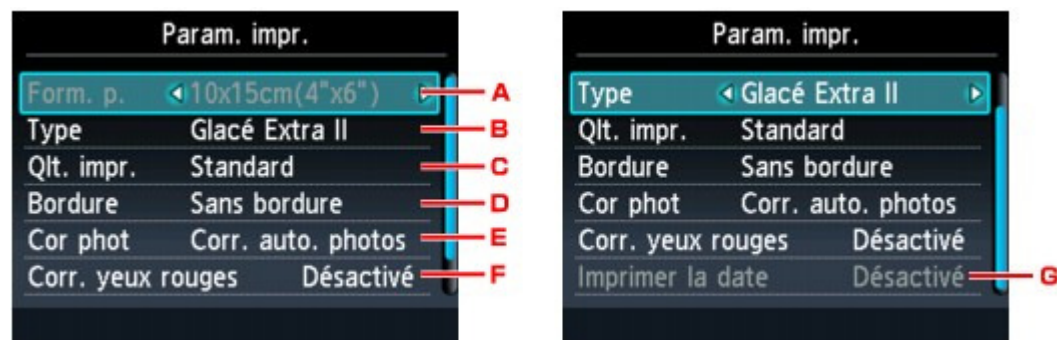 Param. impr.
Form. p. 10x15cm(4"x6") A
Type Glacé Extra II B
Qlt. impr. Standard C
Bordure Sans bordure D
Cor phot Corr. auto. photos E
Corr. yeux rouges Désactivé F
Param. impr.
Type Glacé Extra II
Qlt. impr. Standard
Bordure Sans bordure
Cor phot Corr. auto. photos
Corr. yeux rouges Désactivé
Imprimer la date Désactivé G